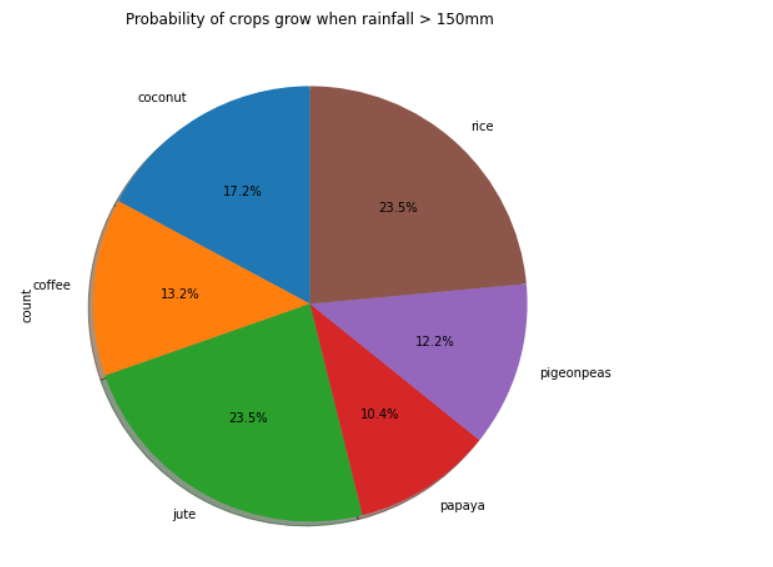 Probability of crops grow when rainfall > 150mm
coconut
rice
17.2%
23.5%
coffee
13.2%
count
12.2%
pigeonpeas
23.5%
10.4%
papaya
jute